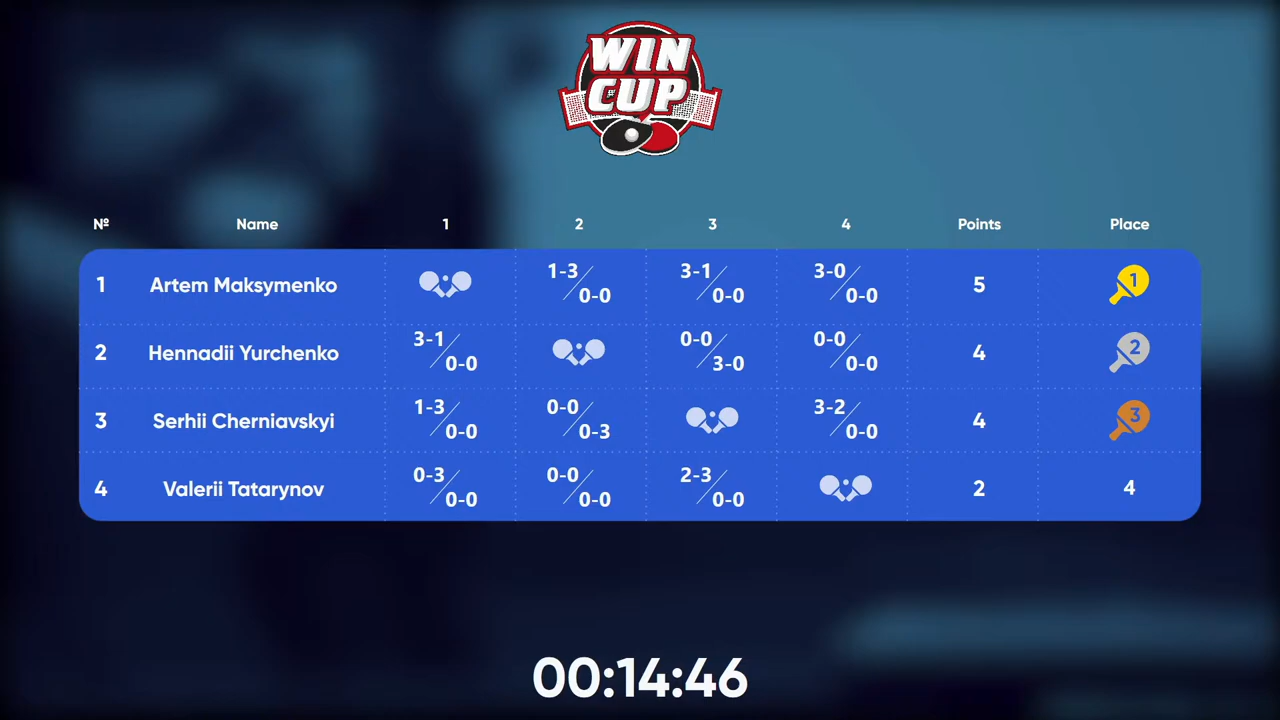 WIN
CUP
№ Name 1 2 3 4 Points Place
1 Artem Maksymenko 1-3/0-0 3-1/0-0 3-0/0-0 5 1
2 Hennadii Yurchenko 3-1/0-0 0-0/3-0 0-0/0-0 4 2
3 Serhii Cherniavskyi 1-3/0-0 0-0/0-3 3-2/0-0 4 3
4 Valerii Tatarynov 0-3/0-0 0-0/0-0 2-3/0-0 2 4
00:14:46